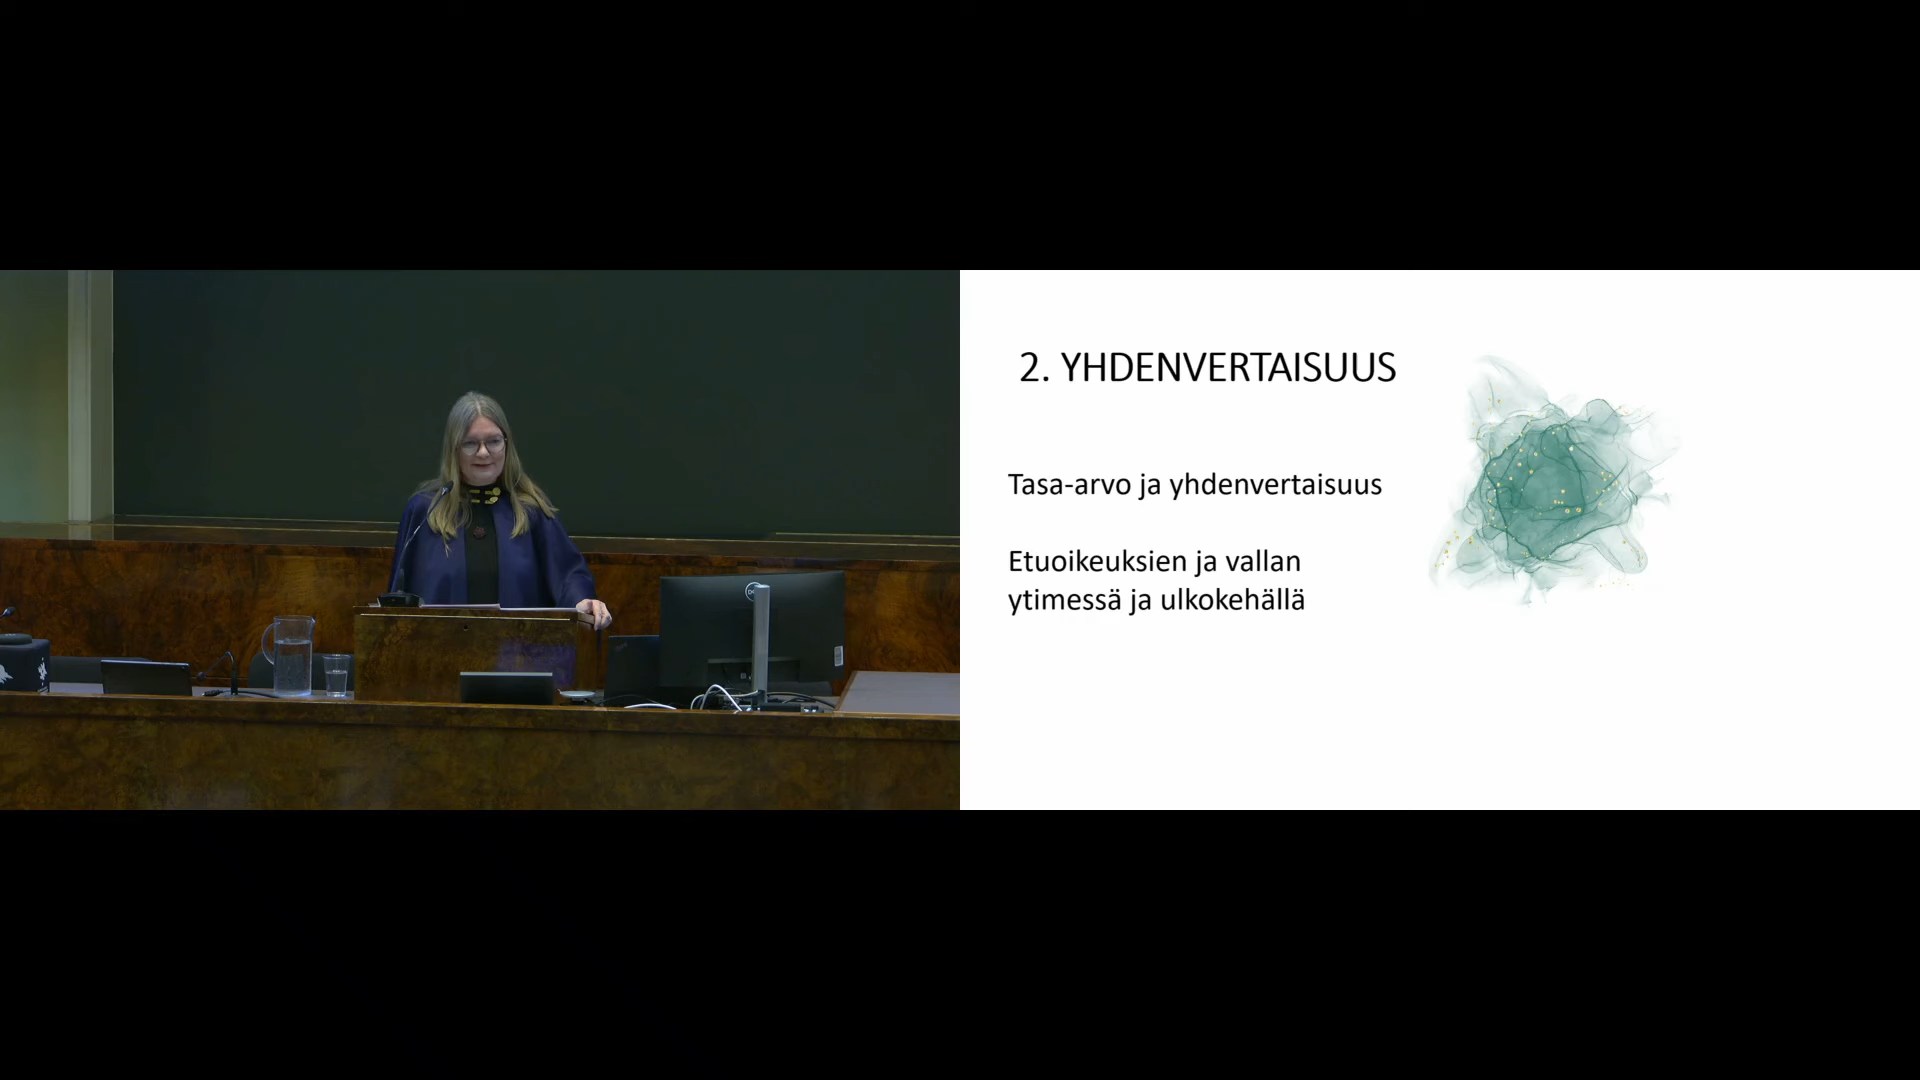 2. YHDENVERTAISUUS
Tasa-arvo ja yhdenvertaisuus
Etuoikeuksien ja vallan
ytimessä ja ulkokehällä